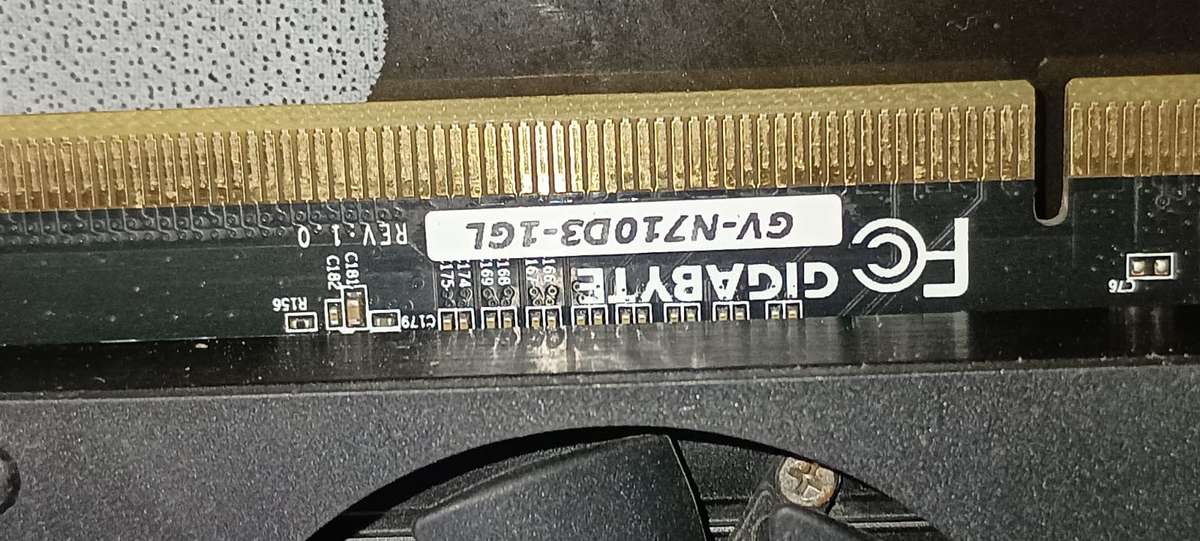 FC
GIGABYTE
GV-N710D3-1GL
REV:1.0
C76
C179
C181
C182
R156